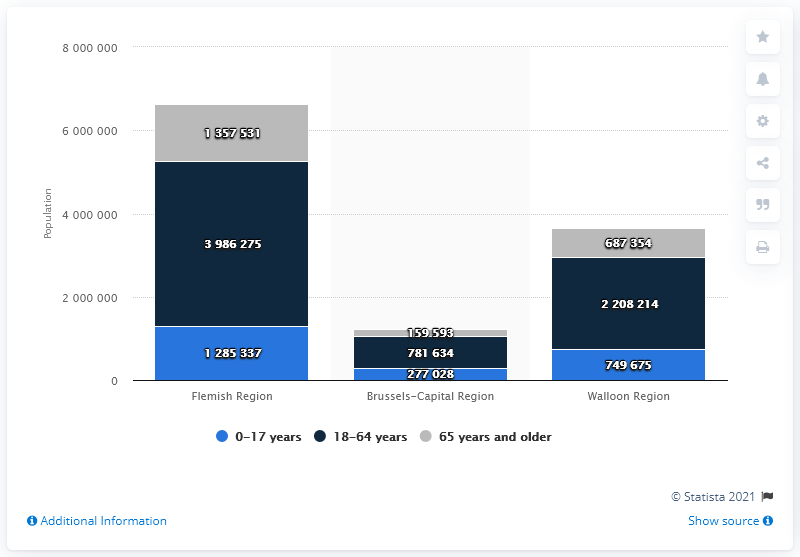 8 000 000
6 000 000
4 000 000
2 000 000
0
Population
1 357 531
3 986 275
1 285 337
159 593
781 634
277 028
687 354
2 208 214
749 675
Flemish Region
Brussels-Capital Region
Walloon Region
0-17 years 18-64 years 65 years and older
© Statista 2021
Additional Information
Show source